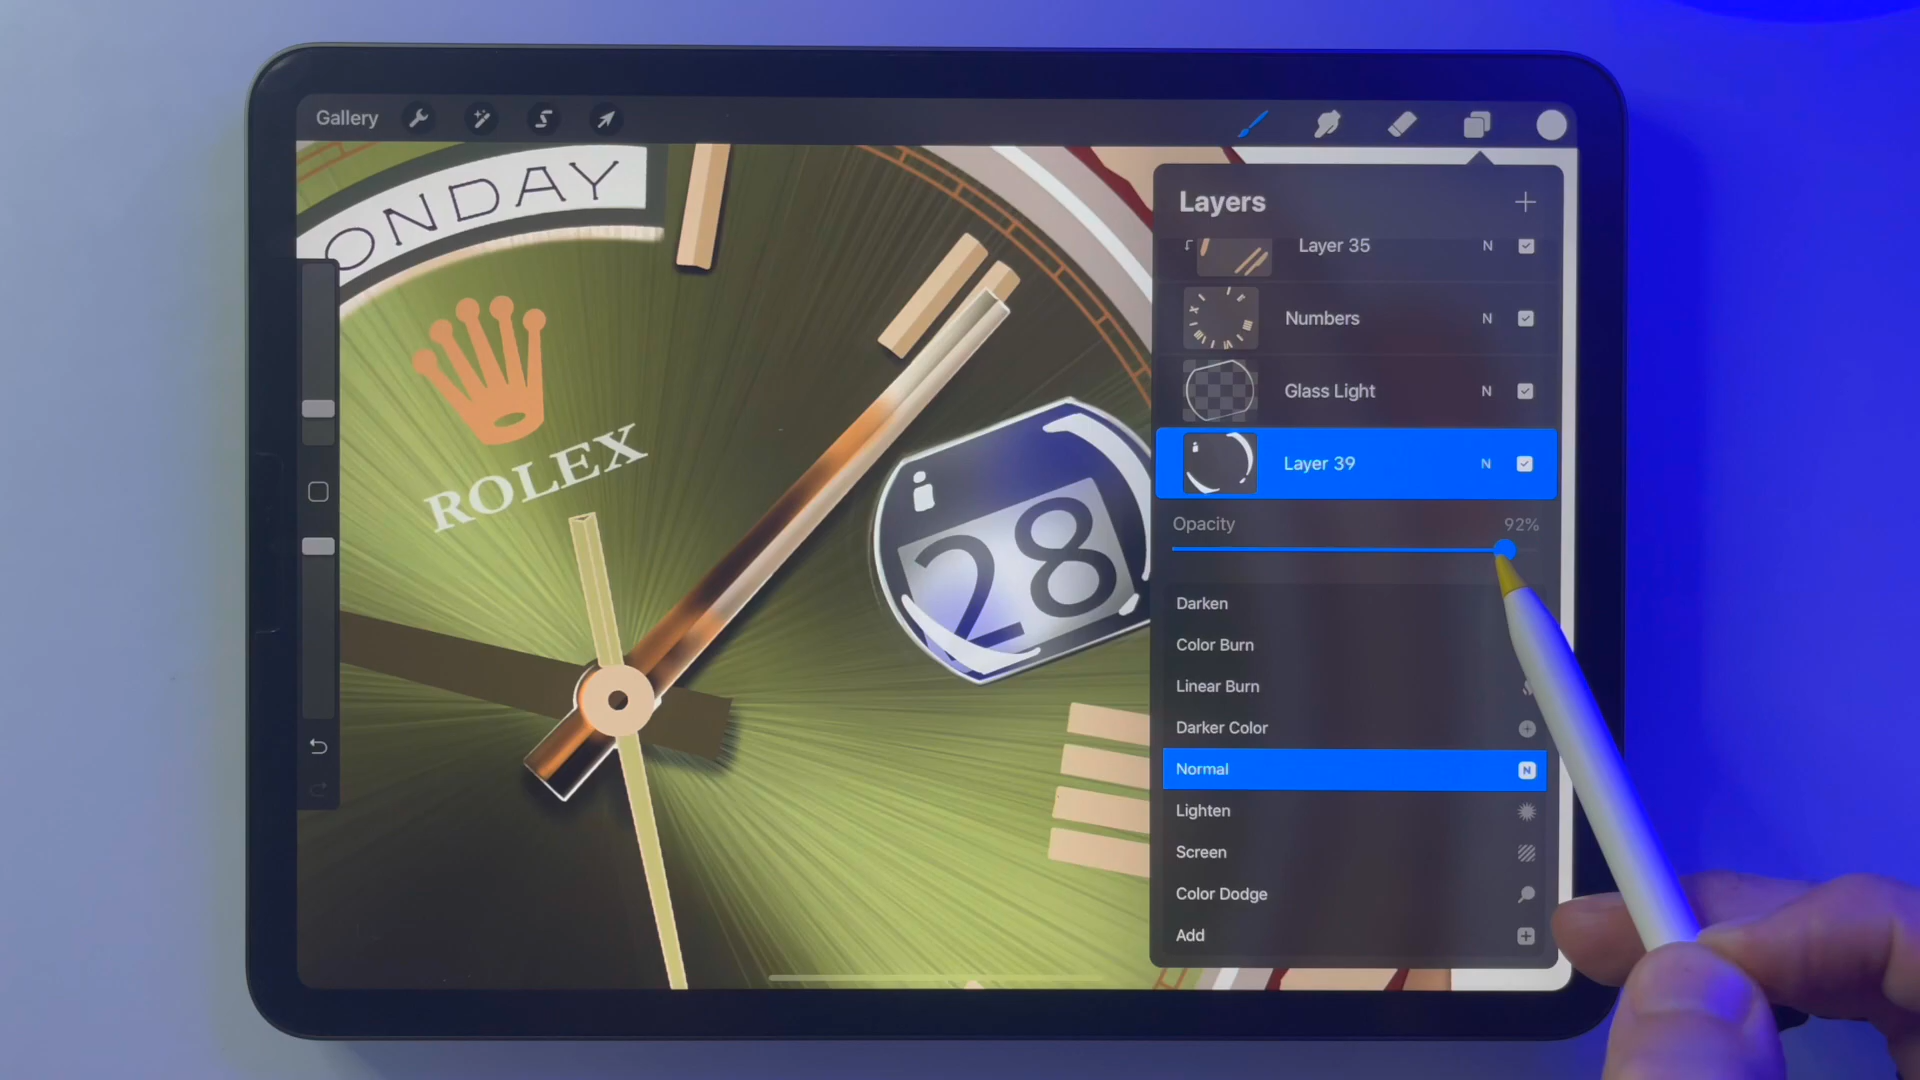 Gallery
Layers
Layer 35 N
Numbers N
Glass Light N
Layer 39 N
Opacity 92%
Darken
Color Burn
Linear Burn
Darker Color
Normal N
Lighten
Screen
Color Dodge
Add
ONDAY
ROLEX
28